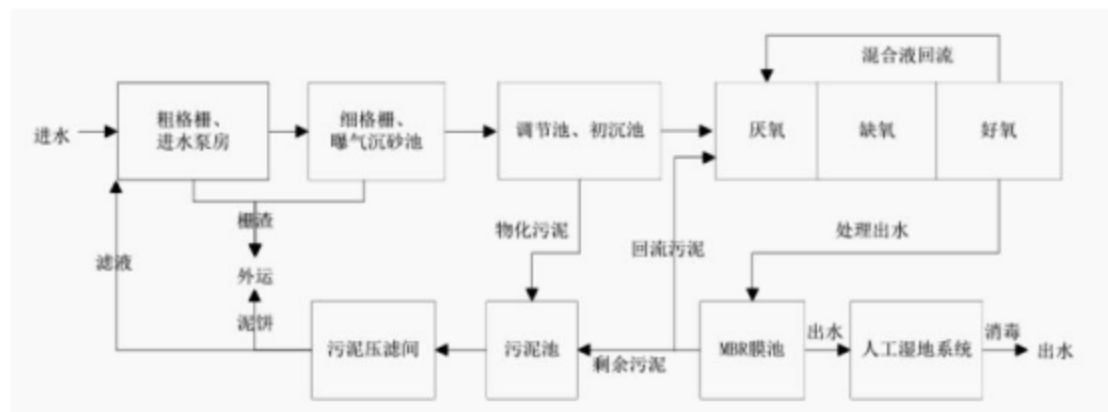 混合液回流
进水
粗格栅、
进水泵房
细格栅、
曝气沉砂池
调节池、初沉池
厌氧
缺氧
好氧
栅渣
物化污泥
回流污泥
处理出水
滤液
外运
泥饼
污泥压滤间
污泥池
剩余污泥
MBR膜池
出水
人工湿地系统
消毒
出水